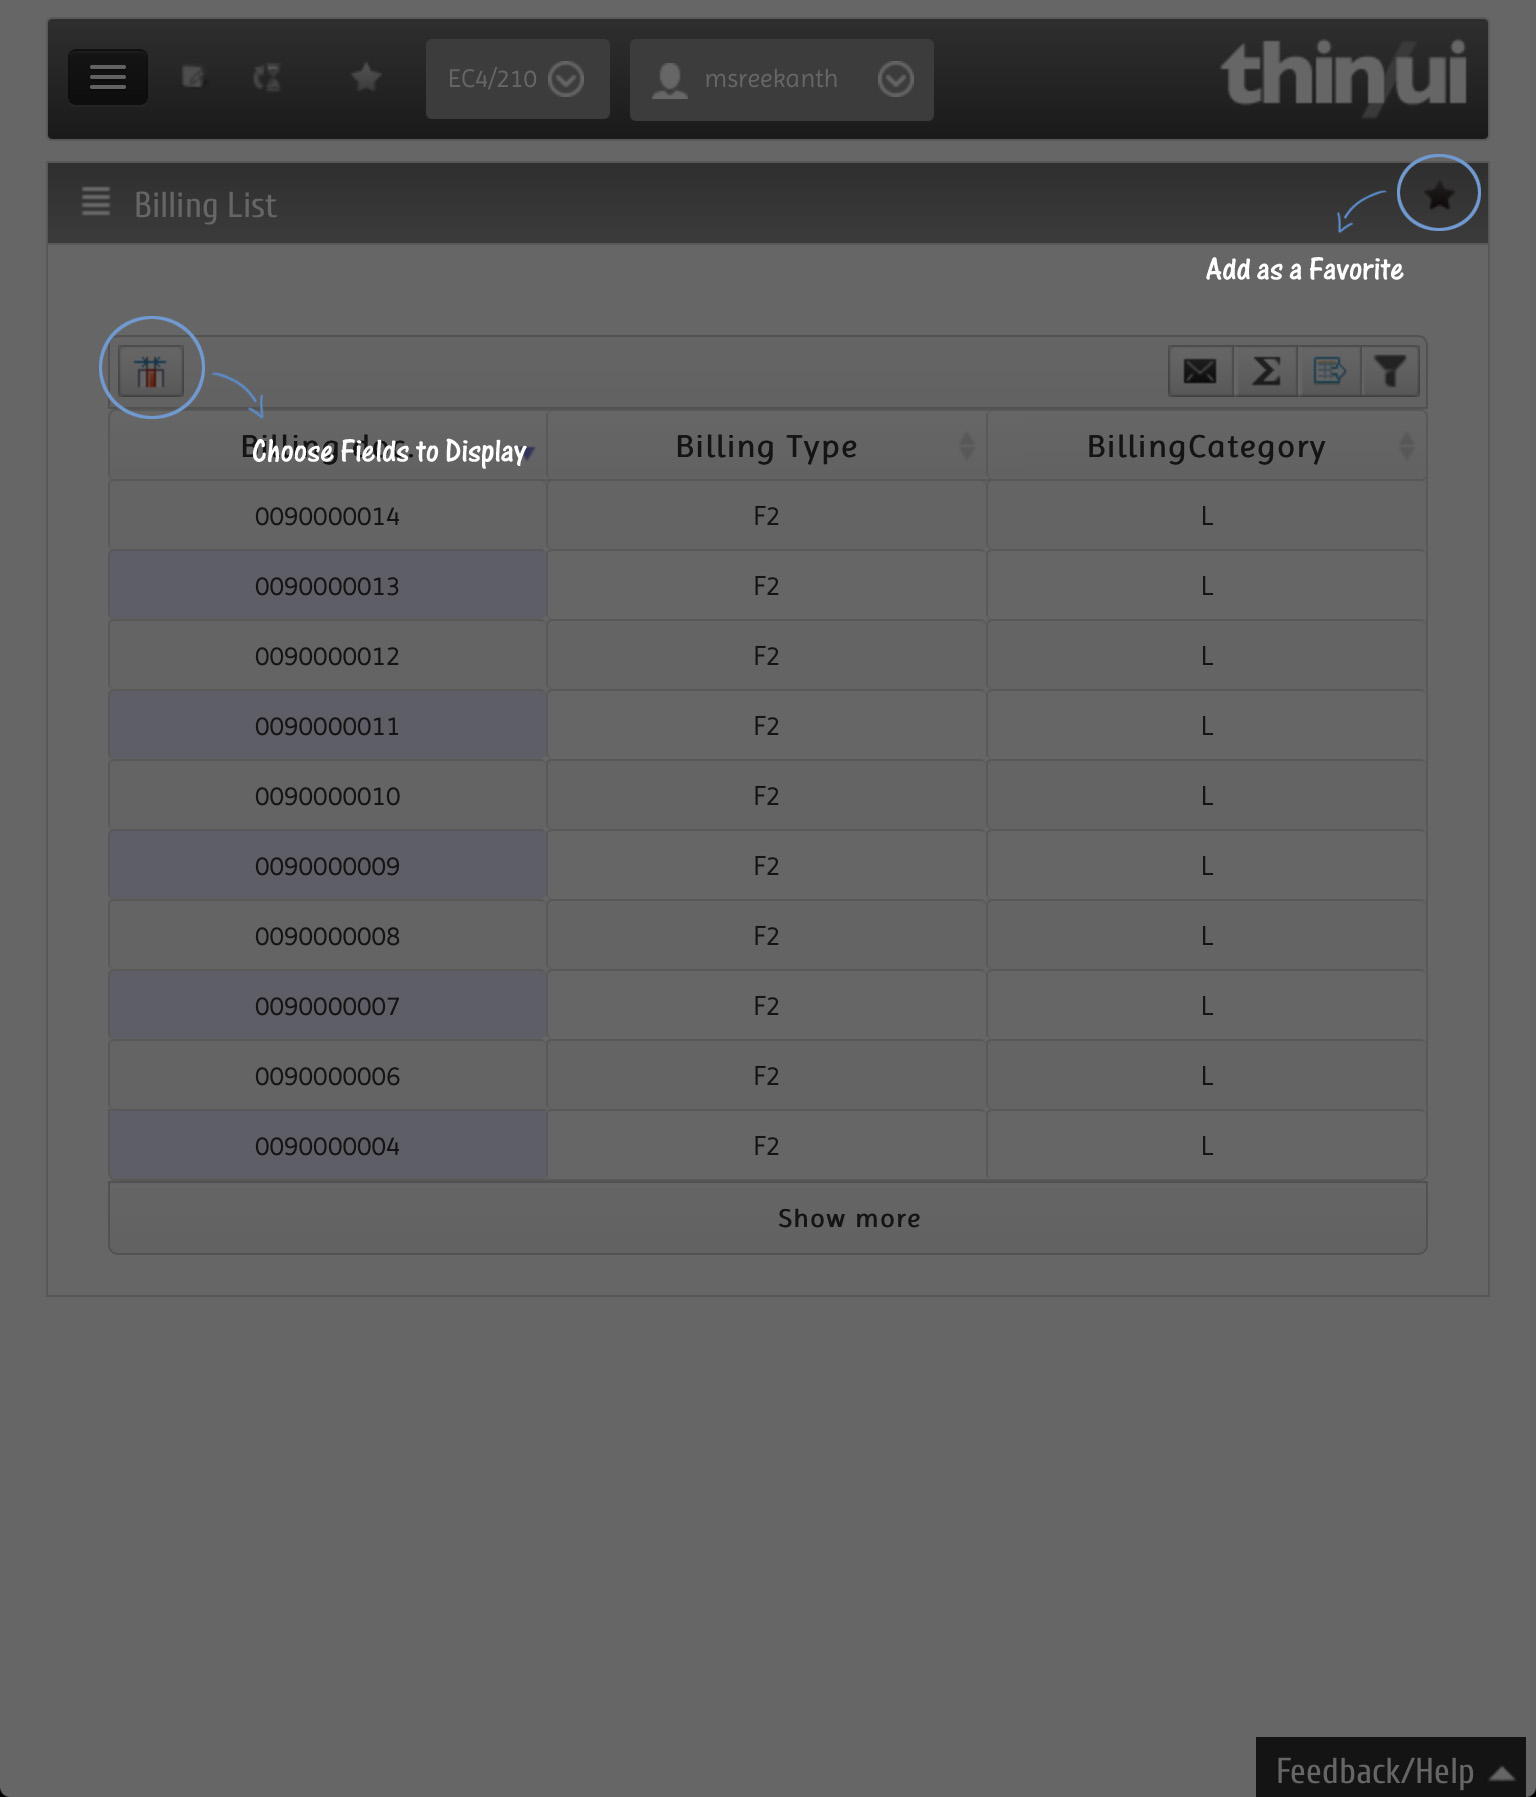 EC4/210
msreekanth
thin/ui
Billing List
Add as a Favorite
Choose Fields to Display
Billing Type
BillingCategory
0090000014 F2 L
0090000013 F2 L
0090000012 F2 L
0090000011 F2 L
0090000010 F2 L
0090000009 F2 L
0090000008 F2 L
0090000007 F2 L
0090000006 F2 L
0090000004 F2 L
Show more
Feedback/Help